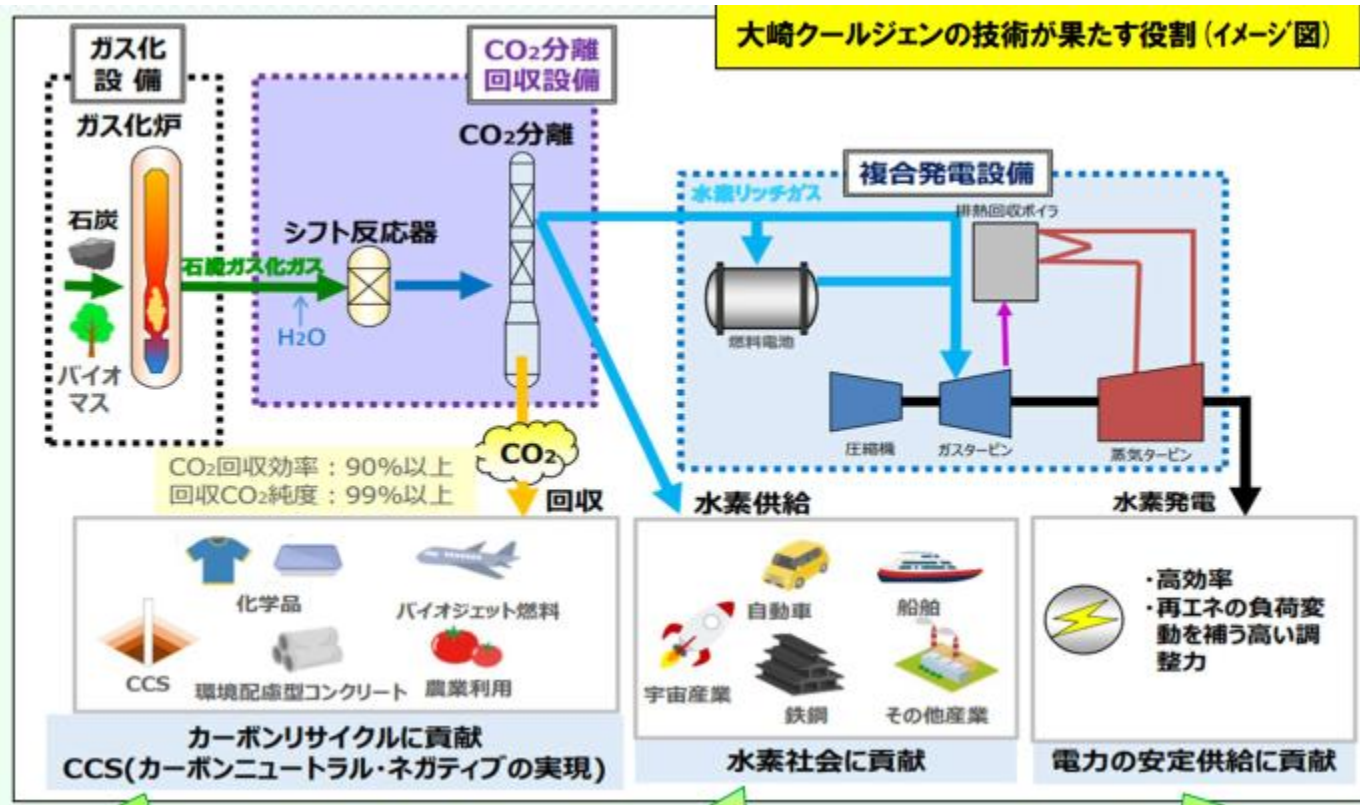 大崎クールジェンの技術が果たす役割(イメージ図)
ガス化
設備
ガス化炉
石炭
バイオ
マス
石炭ガス化ガス
CO₂分離
回収設備
CO₂分離
シフト反応器
H₂O
複合発電設備
水素リッチガス
排熱回収ボイラ
燃料電池
圧縮機
ガスタービン
蒸気タービン
CO₂回収効率：90%以上
回収CO₂純度：99%以上
CO₂
回収
水素供給
水素発電
化学品
バイオジェット燃料
CCS
環境配慮型コンクリート
農業利用
カーボンリサイクルに貢献
CCS(カーボンニュートラル・ネガティブの実現)
自動車
船舶
宇宙産業
鉄鋼
その他産業
水素社会に貢献
・高効率
・再エネの負荷変
動を補う高い調
整力
電力の安定供給に貢献